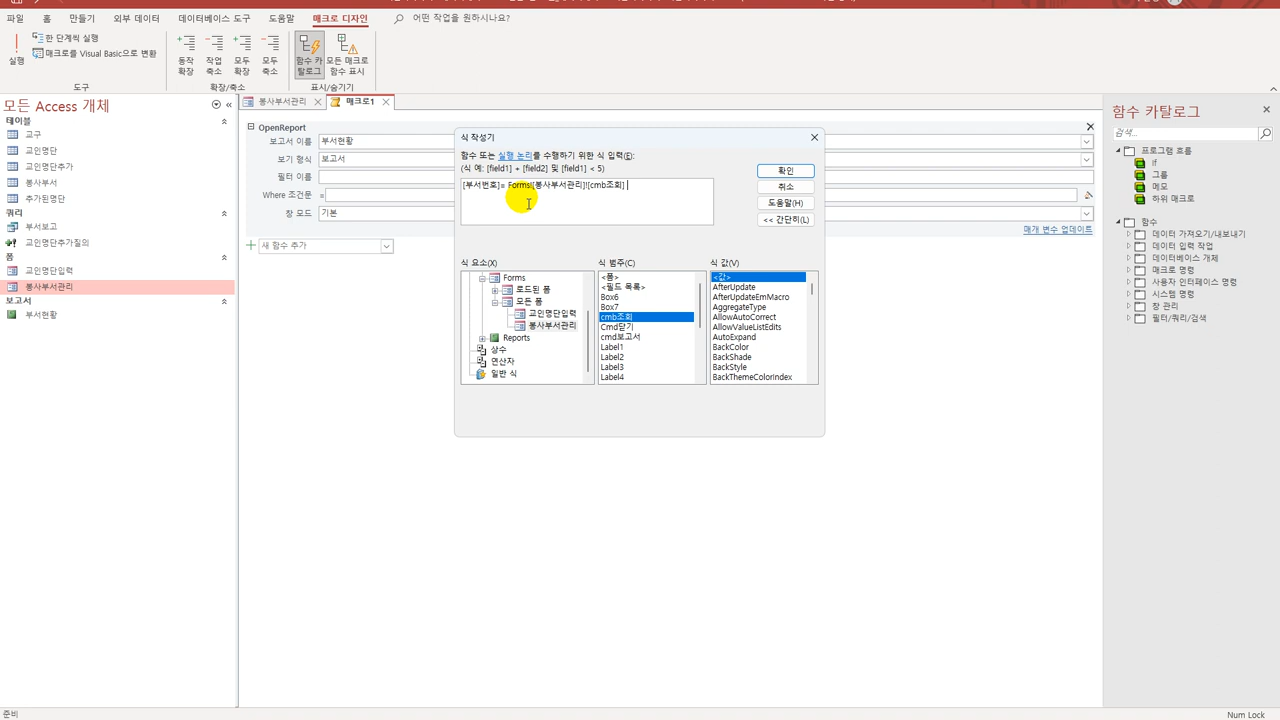 파일 홈 만들기 외부 데이터 데이터베이스 도구 도움말 매크로 디자인 어떤 작업을 원하시나요?
실행
한 단계씩 실행
매크로를 Visual Basic으로 변환
도구
동작 확장
작업 축소
모두 확장
모두 축소
확장/축소
함수 카탈로그
모든 매크로 함수 표시
표시/숨기기
모든 Access 개체
테이블
교구
교인명단
교인명단추가
봉사부서
추가된명단
쿼리
부서보고
교인명단추가질의
폼
교인명단입력
봉사부서관리
보고서
부서현황
봉사부서관리
매크로1
OpenReport
보고서 이름 부서현황
보기 형식 보고서
필터 이름
Where 조건문 =
창 모드 기본
매개 변수 업데이트
새 함수 추가
식 작성기
함수 또는 실행 논리를 수행하기 위한 식 입력(E):
(식 예: [field1] + [field2] 및 [field1] < 5)
[부서번호]= Forms![봉사부서관리]![cmb조회]
확인
취소
도움말(H)
<< 간단히(L)
식 요소(X)
Forms
로드된 폼
모든 폼
교인명단입력
봉사부서관리
Reports
상수
연산자
일반 식
식 범주(C)
<폼>
<필드 목록>
Box6
Box7
cmb조회
Cmd닫기
cmd보고서
Label1
Label2
Label3
Label4
식 값(V)
<값>
AfterUpdate
AfterUpdateEmMacro
AggregateType
AllowAutoCorrect
AllowValueListEdits
AutoExpand
BackColor
BackShade
BackStyle
BackThemeColorIndex
함수 카탈로그
검색...
프로그램 흐름
If
그룹
메모
하위 매크로
함수
데이터 가져오기/내보내기
데이터 입력 작업
데이터베이스 개체
매크로 명령
사용자 인터페이스 명령
시스템 명령
창 관리
필터/쿼리/검색
준비
Num Lock